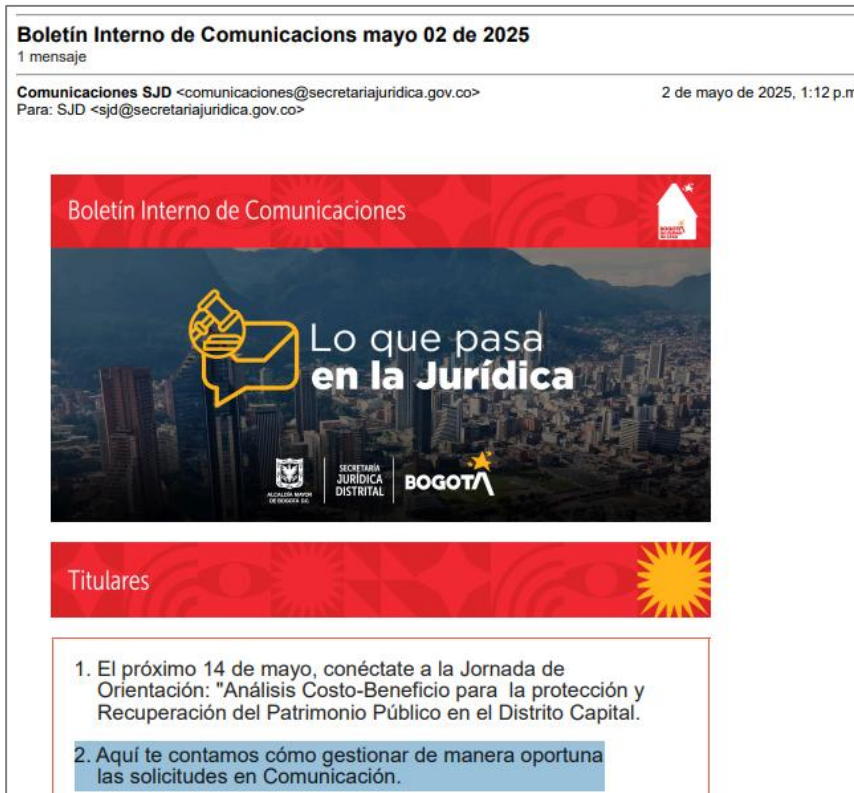 Boletín Interno de Comunicacions mayo 02 de 2025
1 mensaje
Comunicaciones SJD <comunicaciones@secretariajuridica.gov.co> 2 de mayo de 2025, 1:12 p.m
Para: SJD <sjd@secretariajuridica.gov.co>
Boletín Interno de Comunicaciones
Lo que pasa
en la Jurídica
ALCALDÍA MAYOR
DE BOGOTÁ D.C.
SECRETARÍA
JURÍDICA
DISTRITAL
BOGOTÁ
Titulares
1. El próximo 14 de mayo, conéctate a la Jornada de
Orientación: "Análisis Costo-Beneficio para la protección y
Recuperación del Patrimonio Público en el Distrito Capital.
2. Aquí te contamos cómo gestionar de manera oportuna
las solicitudes en Comunicación.